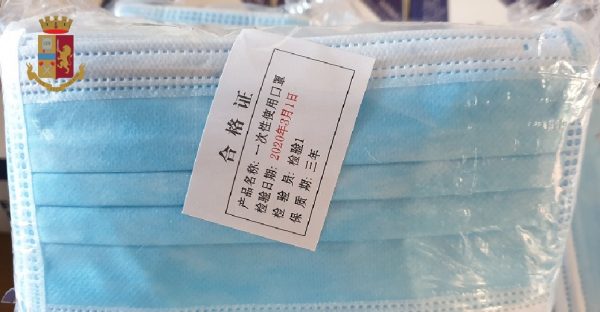 合格证
产品名称：一次性使用口罩
检验日期：2020年3月1日
检 验 员：检验1
保 质 期：三年